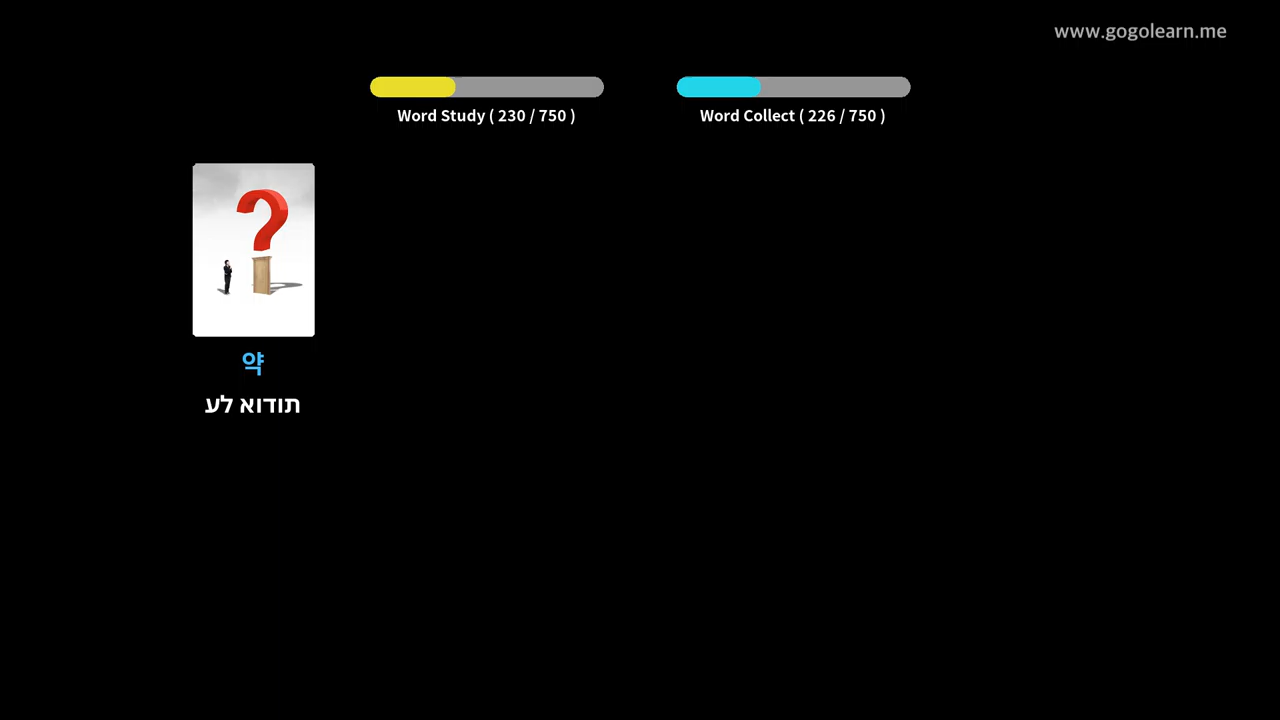 www.gogolearn.me
Word Study ( 230 / 750 )
Word Collect ( 226 / 750 )
약
תודוא לע